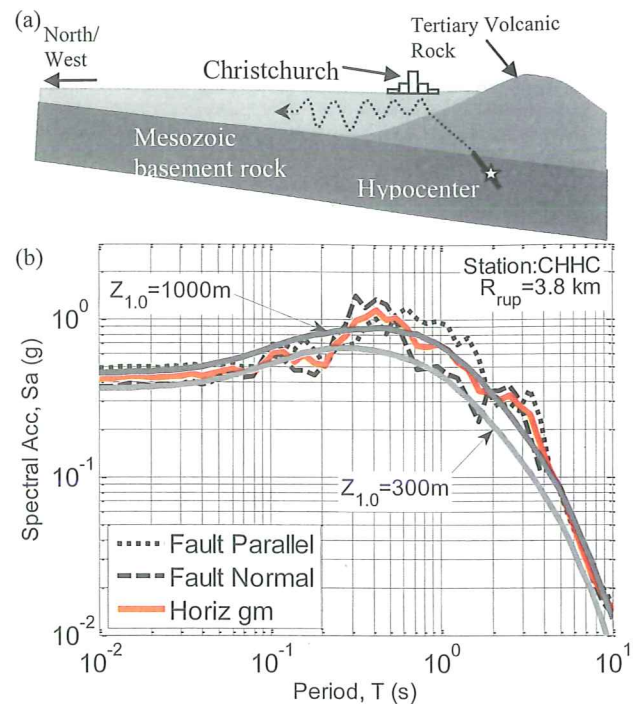 (a)
North/
West
Christchurch
Tertiary Volcanic
Rock
Mesozoic
basement rock
Hypocenter
(b)
Station:CHHC
R_rup=3.8 km
Z_1.0=1000m
Z_1.0=300m
Spectral Acc, Sa (g)
10^0
10^-1
10^-2
Fault Parallel
Fault Normal
Horiz gm
10^-2
10^-1
10^0
10^1
Period, T (s)